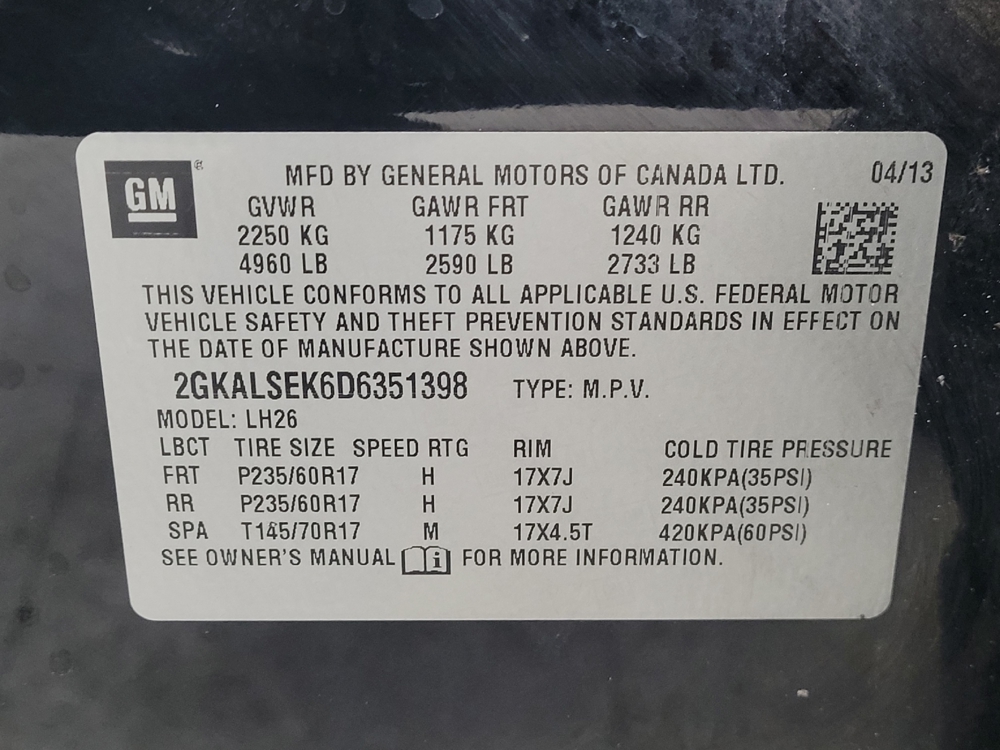 GM ®
MFD BY GENERAL MOTORS OF CANADA LTD. 04/13
GVWR GAWR FRT GAWR RR
2250 KG 1175 KG 1240 KG
4960 LB 2590 LB 2733 LB
THIS VEHICLE CONFORMS TO ALL APPLICABLE U.S. FEDERAL MOTOR
VEHICLE SAFETY AND THEFT PREVENTION STANDARDS IN EFFECT ON
THE DATE OF MANUFACTURE SHOWN ABOVE.
2GKALSEK6D6351398 TYPE: M.P.V.
MODEL: LH26
LBCT TIRE SIZE SPEED RTG RIM COLD TIRE PRESSURE
FRT P235/60R17 H 17X7J 240KPA(35PSI)
RR P235/60R17 H 17X7J 240KPA(35PSI)
SPA T145/70R17 M 17X4.5T 420KPA(60PSI)
SEE OWNER'S MANUAL i FOR MORE INFORMATION.